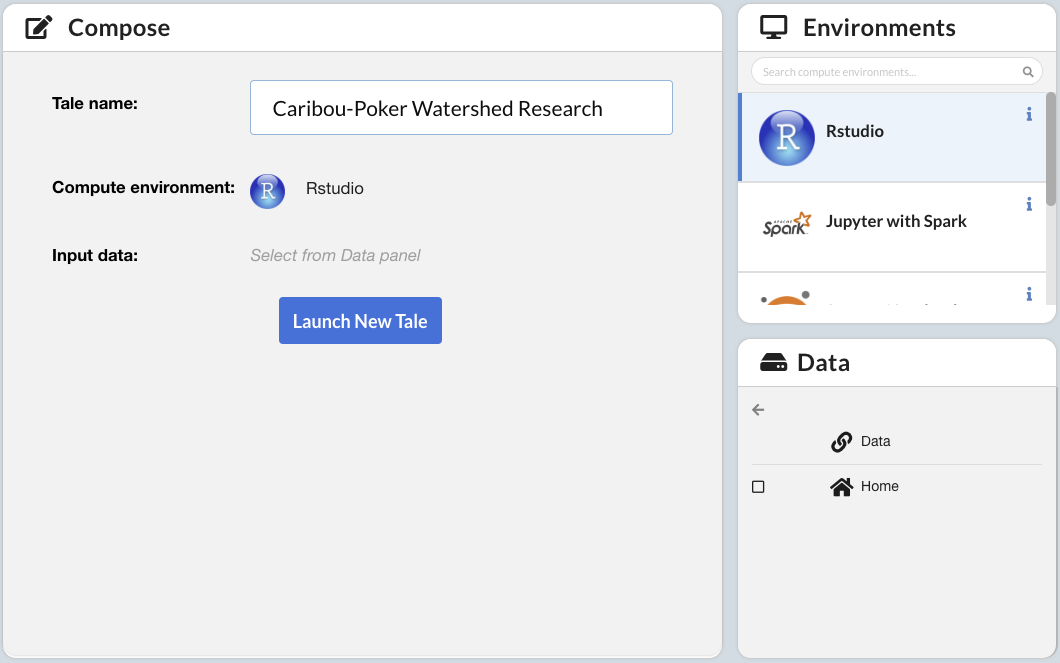 Compose
Tale name:
Caribou-Poker Watershed Research
Compute environment:
R
Rstudio
Input data:
Select from Data panel
Launch New Tale
Environments
Search compute environments...
R
Rstudio
APACHE
Spark
Jupyter with Spark
Data
Data
Home